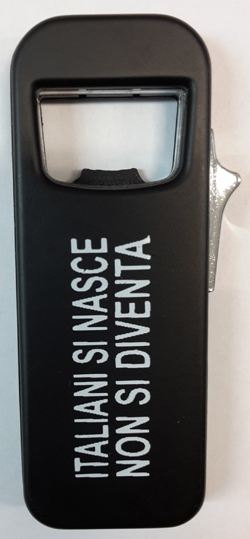 ITALIANI SI NASCE
NON SI DIVENTA